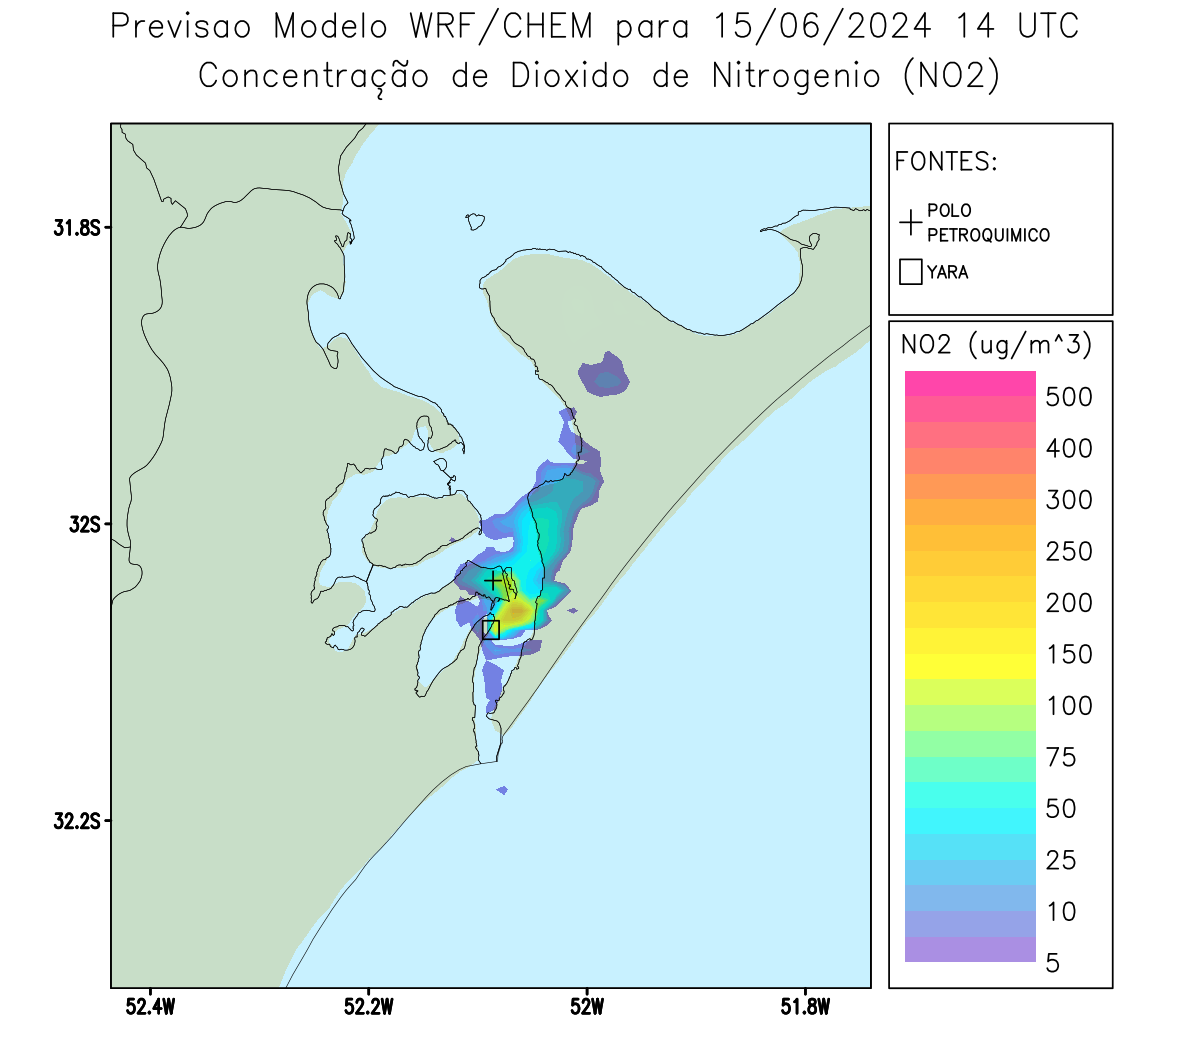 Previsao Modelo WRF/CHEM para 15/06/2024 14 UTC
Concentração de Dioxido de Nitrogenio (NO2)
FONTES:
POLO
PETROQUIMICO
YARA
NO2 (ug/m^3)
500
400
300
250
200
150
100
75
50
25
10
5
31.8S
32S
32.2S
52.4W 52.2W 52W 51.8W